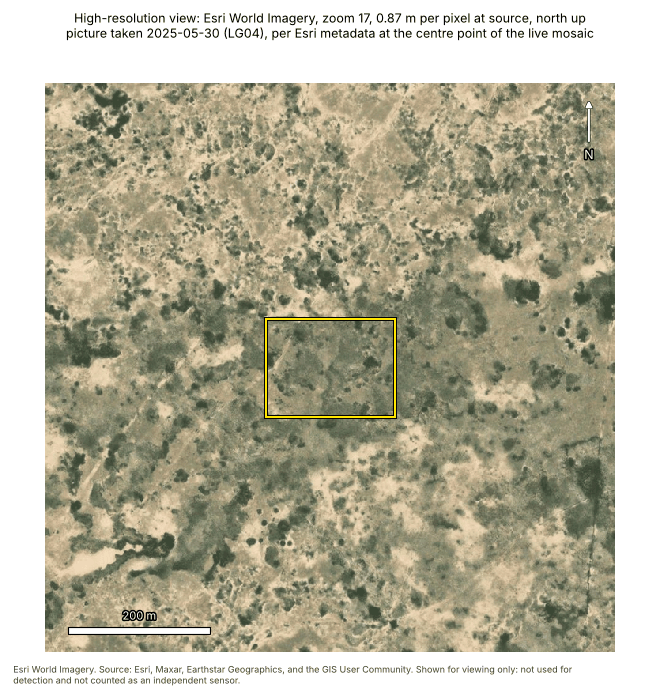 High-resolution view: Esri World Imagery, zoom 17, 0.87 m per pixel at source, north up
picture taken 2025-05-30 (LG04), per Esri metadata at the centre point of the live mosaic
N
200 m
Esri World Imagery. Source: Esri, Maxar, Earthstar Geographics, and the GIS User Community. Shown for viewing only: not used for
detection and not counted as an independent sensor.